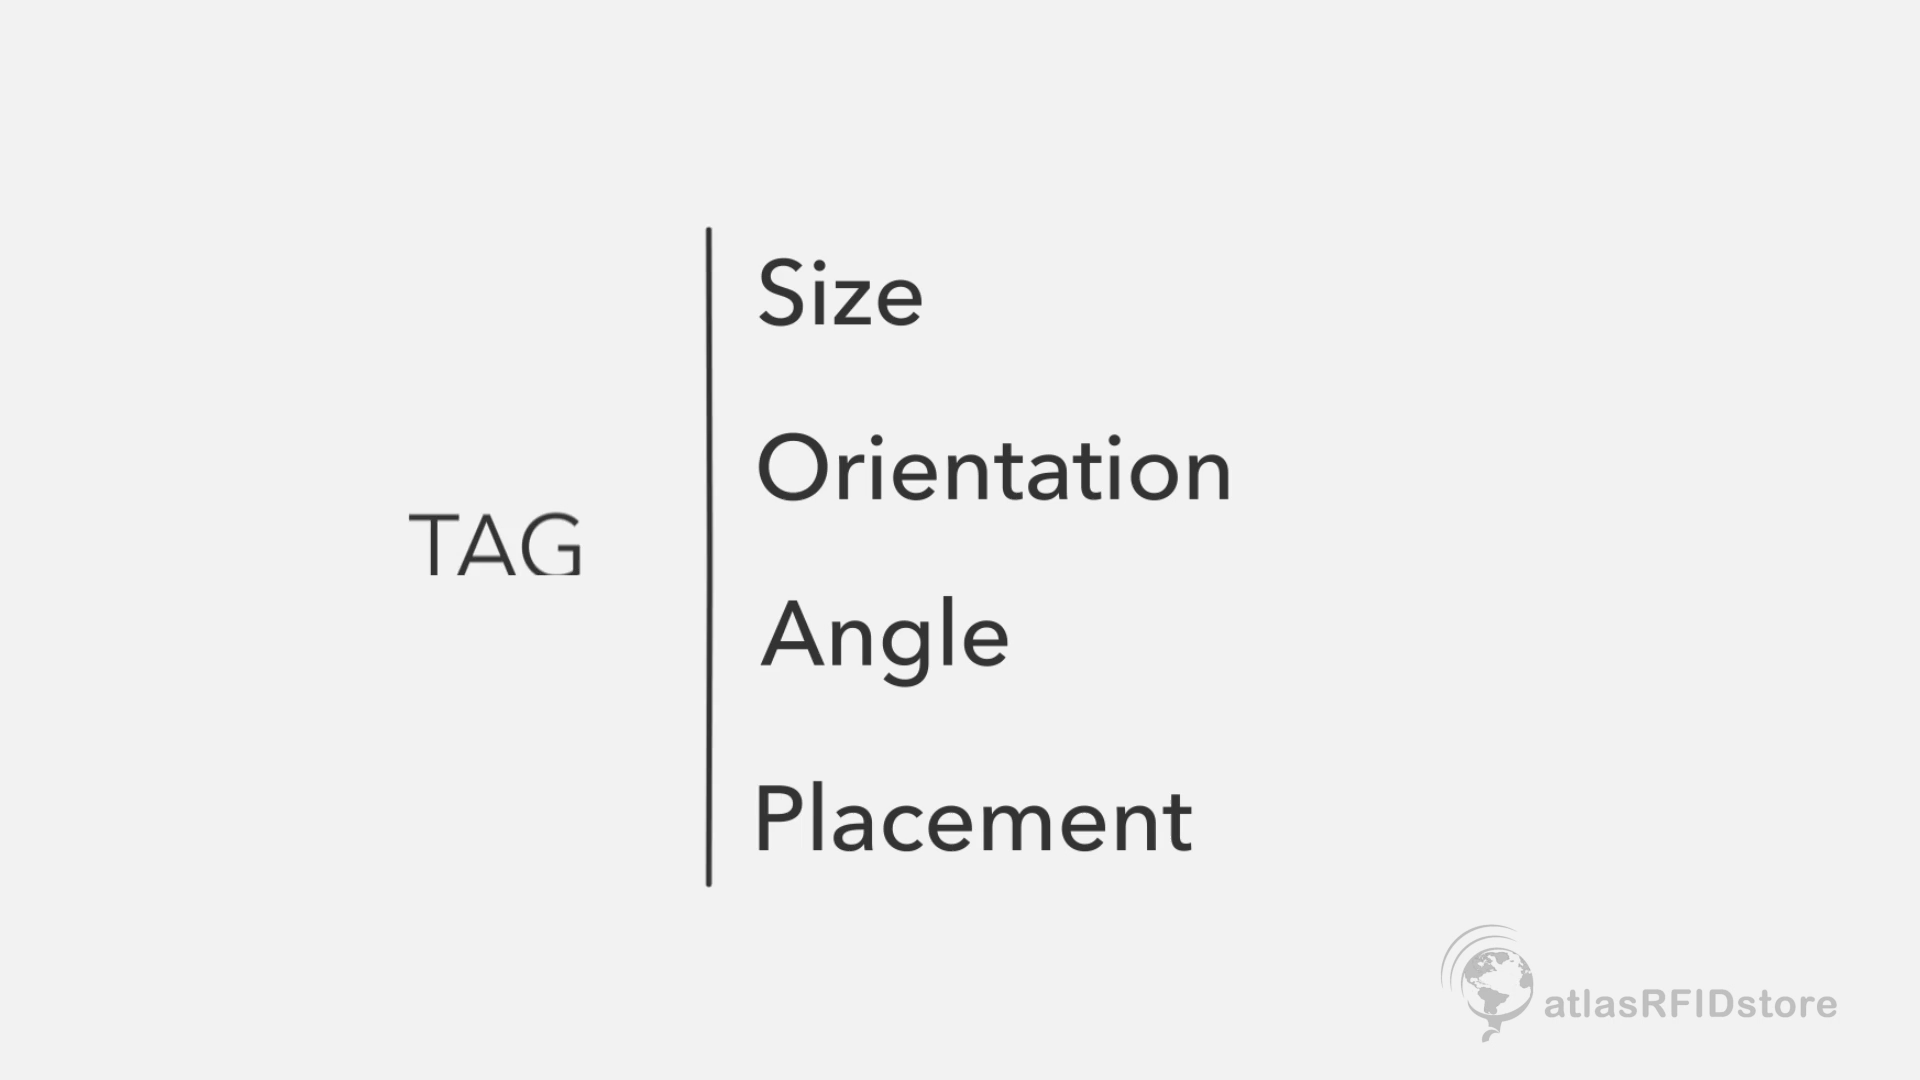 TAG
Size
Orientation
Angle
Placement
atlasRFIDstore